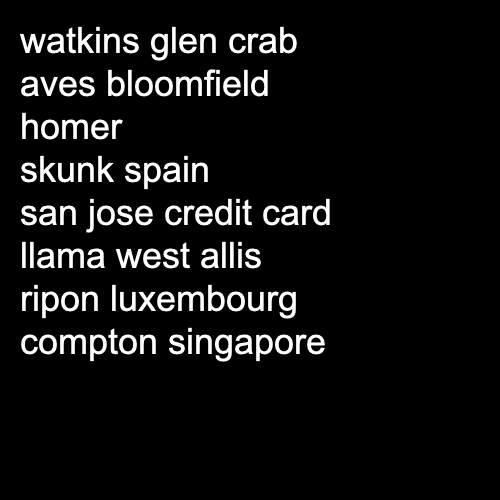 watkins glen crab
aves bloomfield
homer
skunk spain
san jose credit card
llama west allis
ripon luxembourg
compton singapore